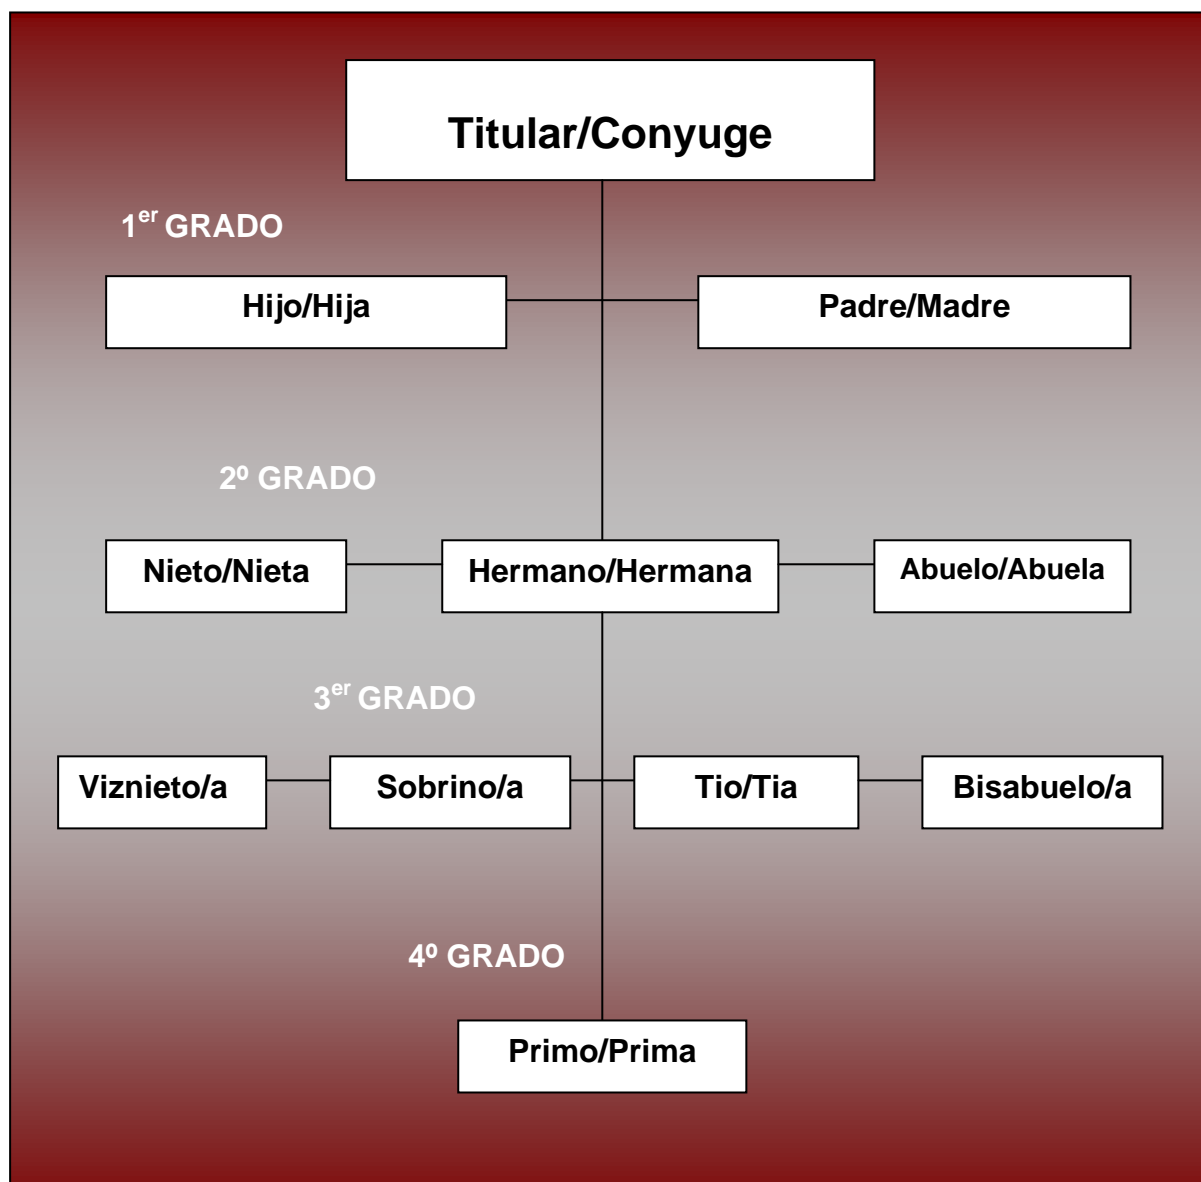 Titular/Conyuge
1er GRADO
Hijo/Hija
Padre/Madre
2º GRADO
Nieto/Nieta
Hermano/Hermana
Abuelo/Abuela
3er GRADO
Viznieto/a
Sobrino/a
Tio/Tia
Bisabuelo/a
4º GRADO
Primo/Prima